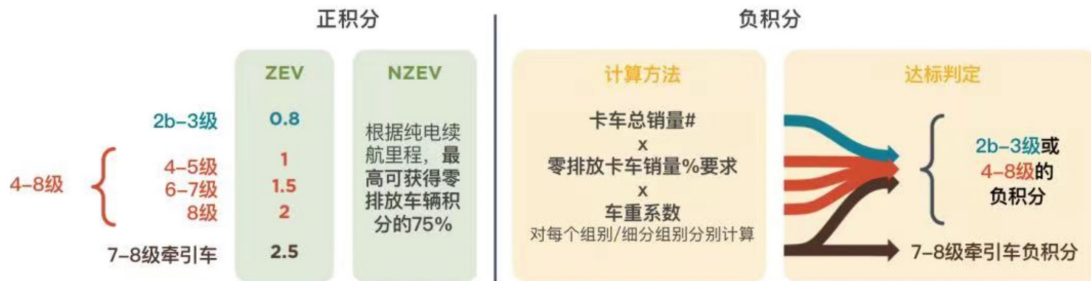 正积分
负积分
ZEV
NZEV
计算方法
达标判定
2b-3级
0.8
4-8级
4-5级
1
6-7级
1.5
8级
2
7-8级牵引车
2.5
根据纯电续
航里程，最
高可获得零
排放车辆积
分的75%
卡车总销量#
x
零排放卡车销量%要求
x
车重系数
对每个组别/细分组别分别计算
2b-3级或
4-8级的
负积分
7-8级牵引车负积分